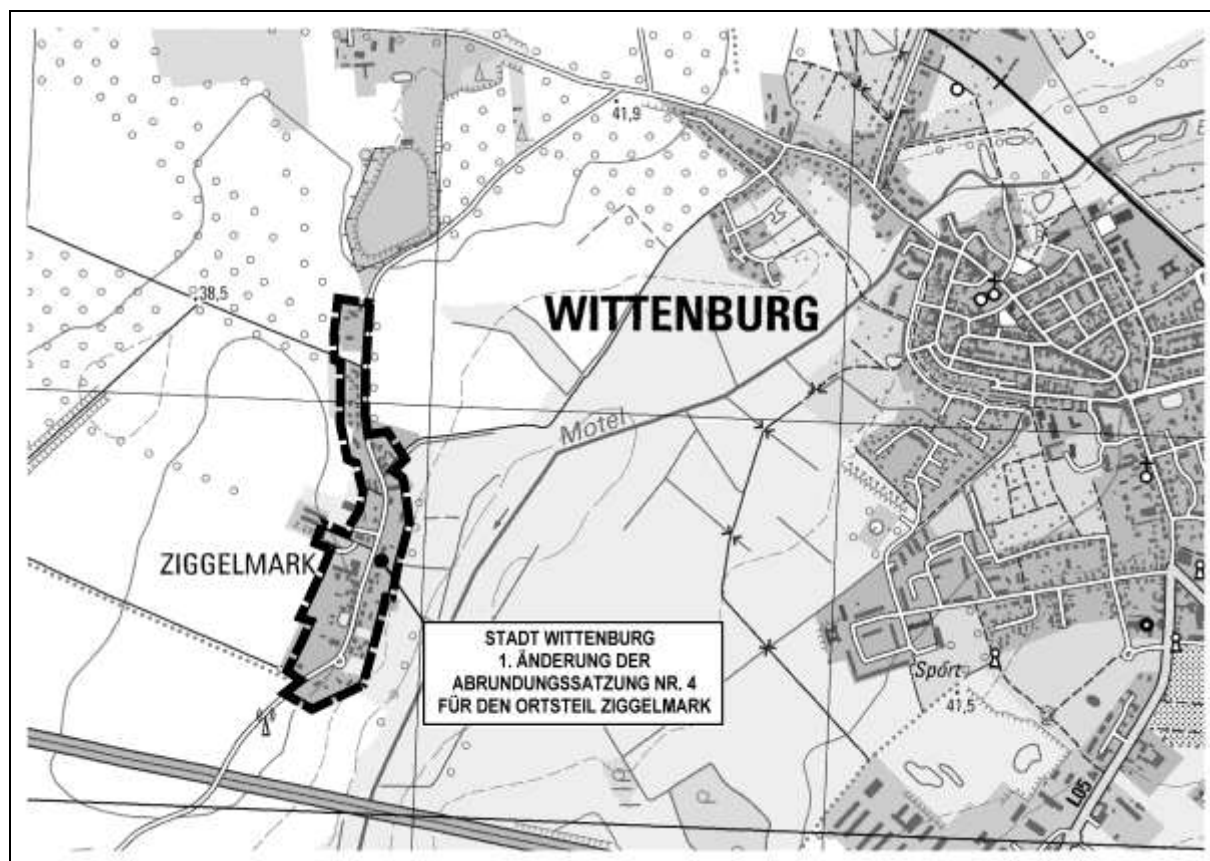 41,9
38,5
WITTENBURG
Motel
ZIGGELMARK
STADT WITTENBURG
1. ÄNDERUNG DER
ABRUNDUNGSSATZUNG NR. 4
FÜR DEN ORTSTEIL ZIGGELMARK
Sport
41,5
L05